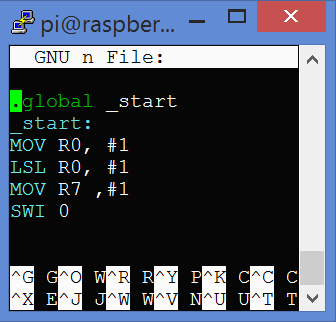 pi@raspber...
GNU n File:
.global _start
_start:
MOV R0, #1
LSL R0, #1
MOV R7 ,#1
SWI 0
^G G^O W^R R^Y P^K C^C C
^X E^J J^W W^V N^U U^T T